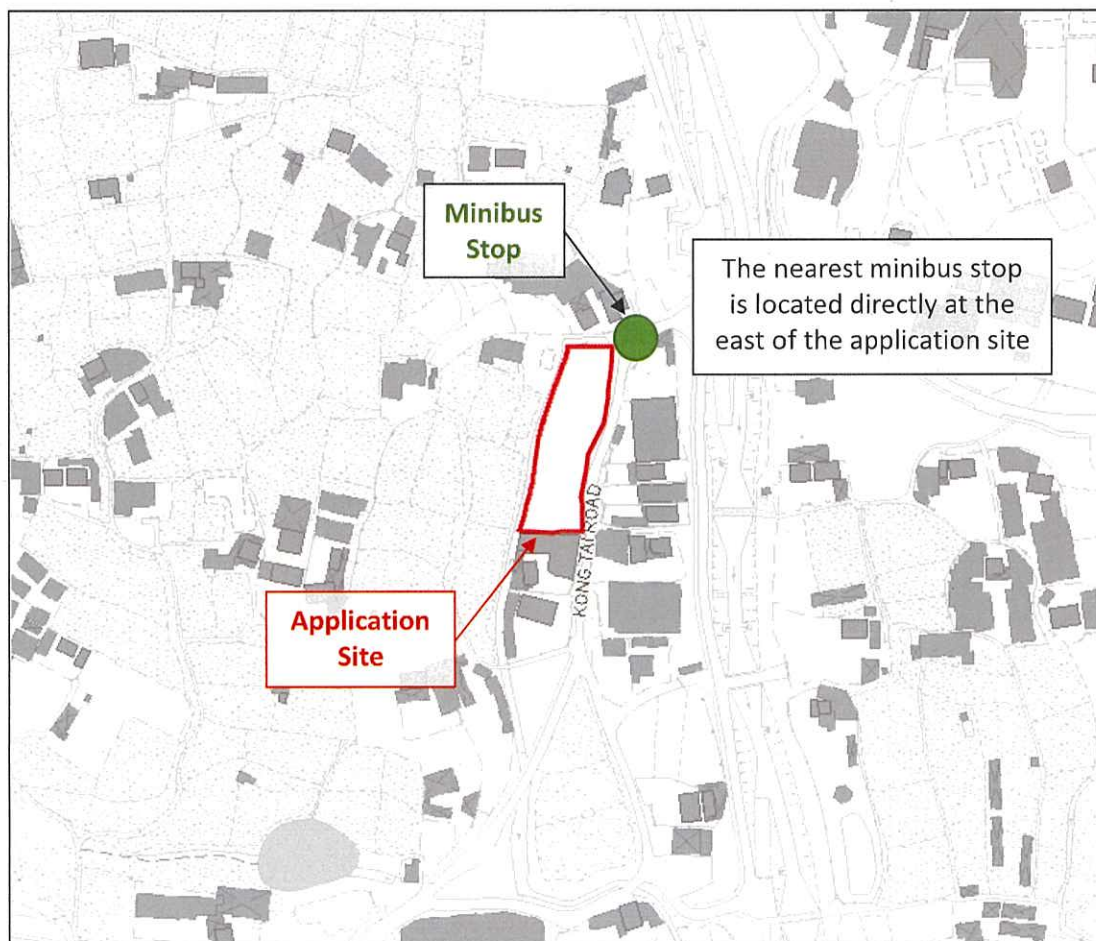 Minibus
Stop
The nearest minibus stop
is located directly at the
east of the application site
KONG TAI ROAD
Application
Site